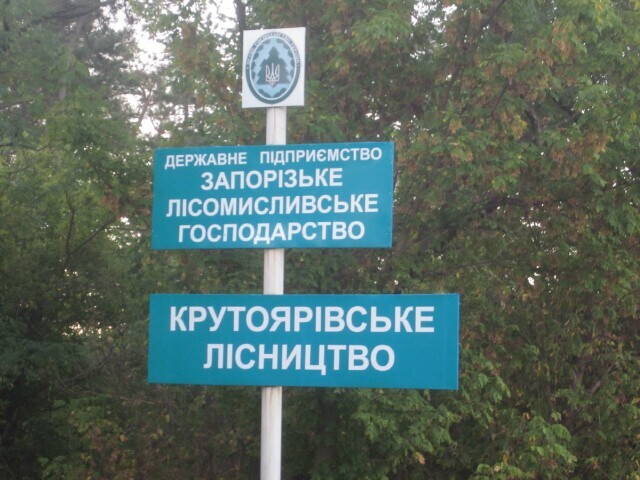 ДЕРЖАВНЕ ПІДПРИЄМСТВО
ЗАПОРІЗЬКЕ
ЛІСОМИСЛИВСЬКЕ
ГОСПОДАРСТВО
КРУТОЯРІВСЬКЕ
ЛІСНИЦТВО